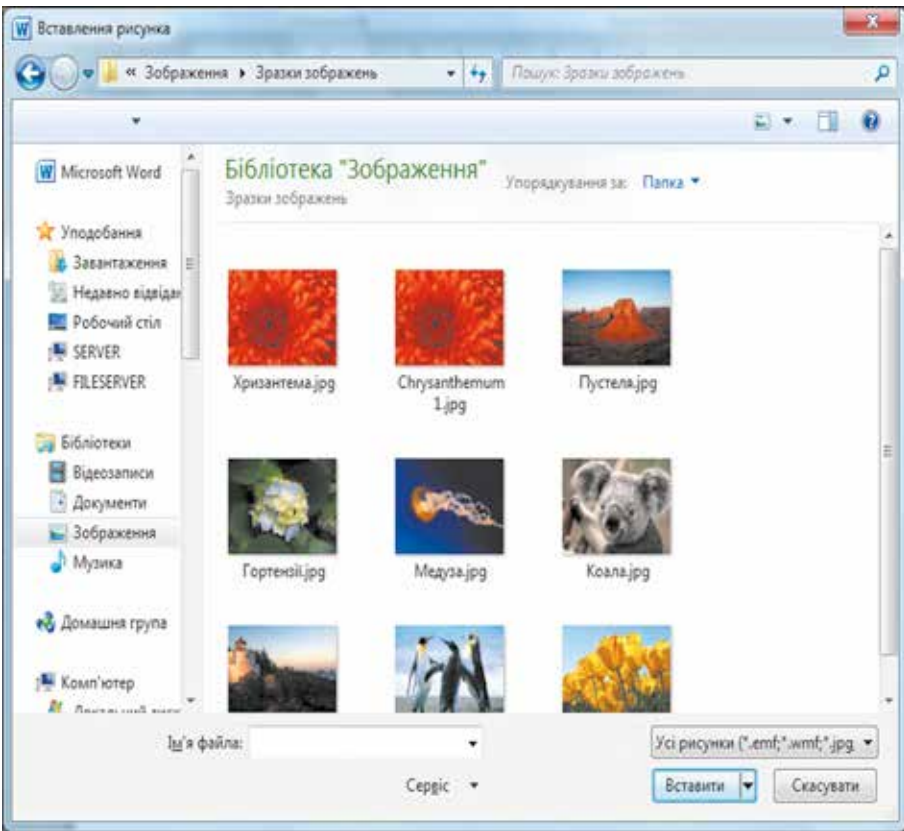 Вставлення рисунка
« Зображення ▸ Зразки зображень
Пошук: Зразки зображень
Microsoft Word
Уподобання
Завантаження
Недавно відвідан
Робочий стіл
SERVER
FILESERVER
Бібліотеки
Відеозаписи
Документи
Зображення
Музика
Домашня група
Комп'ютер
Бібліотека "Зображення"
Зразки зображень
Упорядкування за: Папка
Хризантема.jpg
Chrysanthemum
1.jpg
Пустеля.jpg
Гортензії.jpg
Медуза.jpg
Коала.jpg
Ім'я файла:
Усі рисунки (*.emf;*.wmf;*.jpg,
Сервіс
Вставити
Скасувати